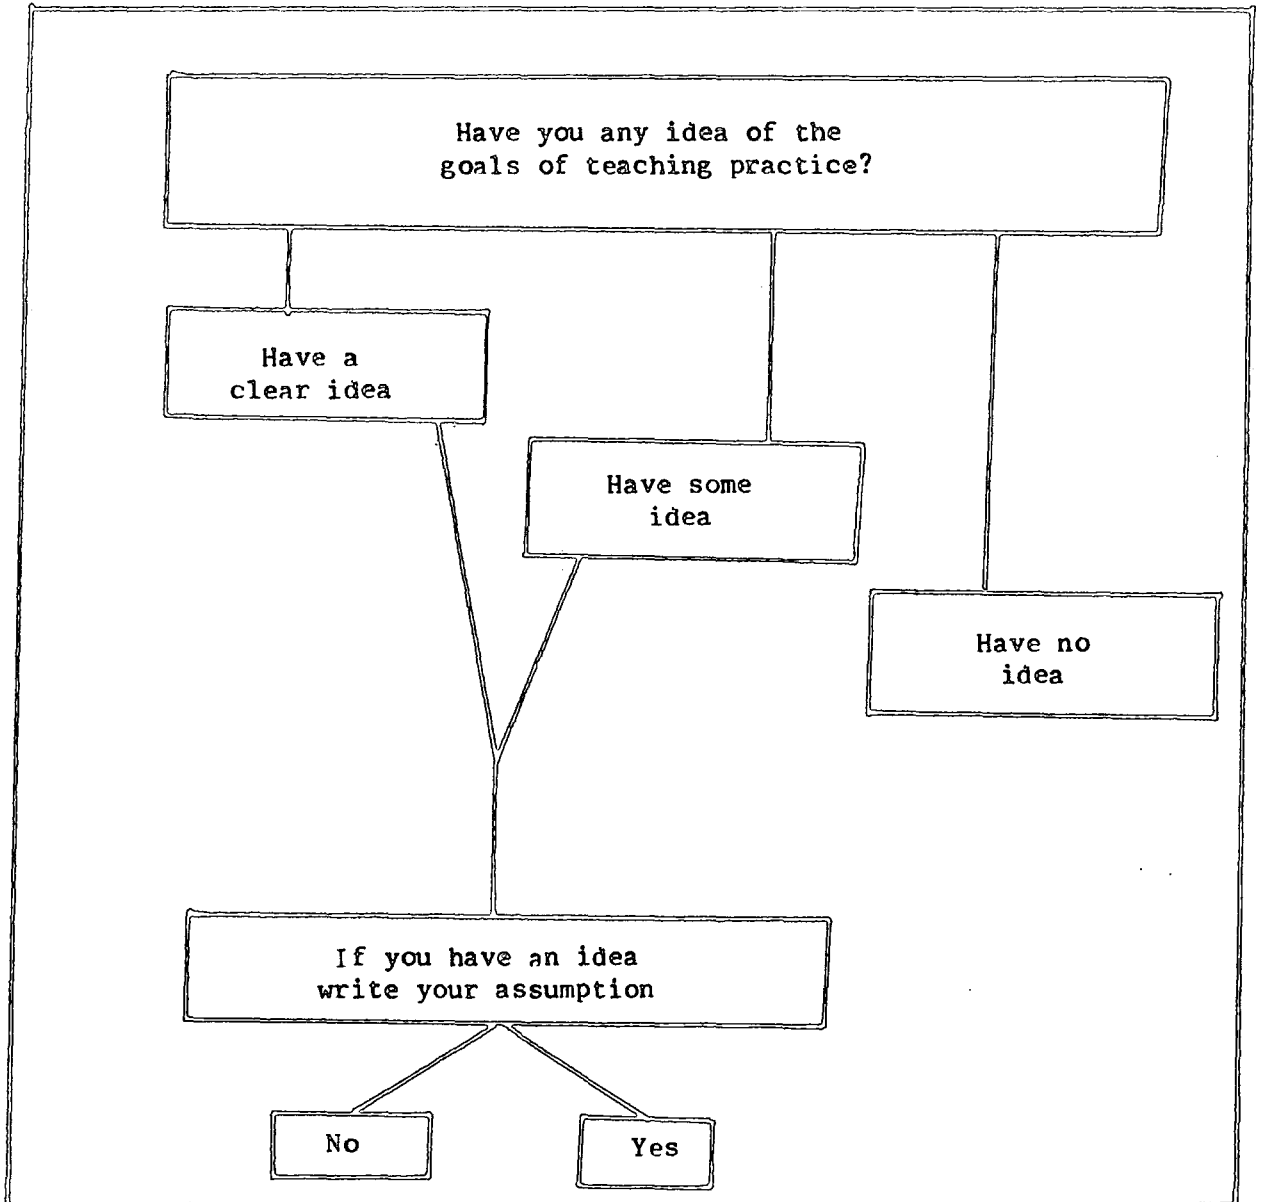 Have you any idea of the
goals of teaching practice?
Have a
clear idea
Have some
idea
Have no
idea
If you have an idea
write your assumption
No
Yes